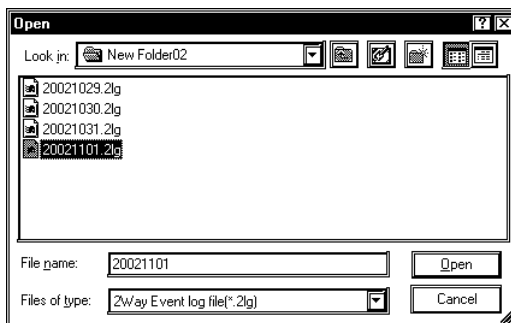 Open
Look in: New Folder02
20021029.2lg
20021030.2lg
20021031.2lg
20021101.2lg
File name: 20021101 Open
Files of type: 2Way Event log file(*.2lg) Cancel